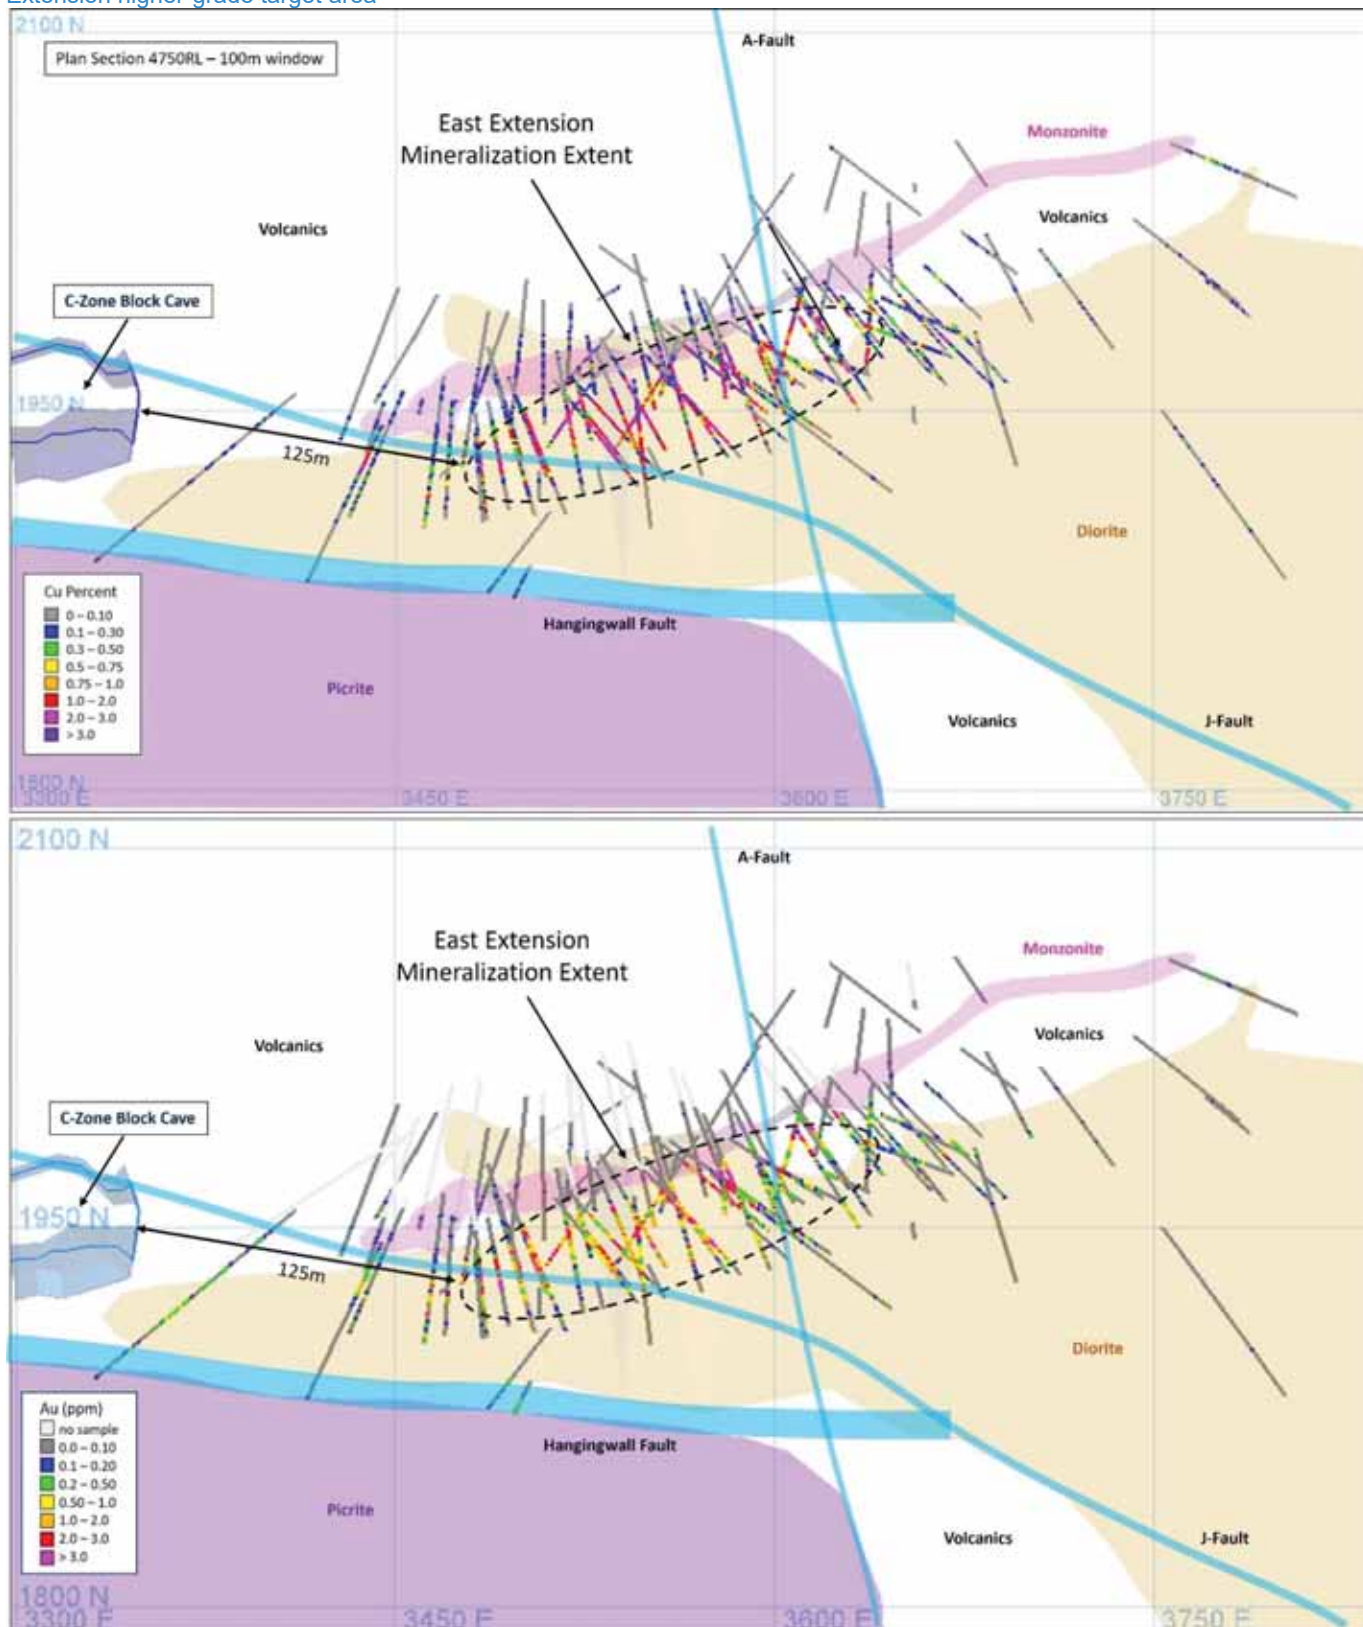 Extension higher grade target area
2100 N
Plan Section 4750RL – 100m window
A-Fault
East Extension
Mineralization Extent
Monzonite
Volcanics
Volcanics
C-Zone Block Cave
1950 N
125m
Diorite
Cu Percent
0 – 0.10
0.1 – 0.30
0.3 – 0.50
0.5 – 0.75
0.75 – 1.0
1.0 – 2.0
2.0 – 3.0
> 3.0
Hangingwall Fault
Picrite
Volcanics
J-Fault
1800 N
3300 E
3450 E
3600 E
3750 E
2100 N
A-Fault
East Extension
Mineralization Extent
Monzonite
Volcanics
Volcanics
C-Zone Block Cave
1950 N
125m
Diorite
Au (ppm)
no sample
0.0 – 0.10
0.1 – 0.20
0.2 – 0.50
0.50 – 1.0
1.0 – 2.0
2.0 – 3.0
> 3.0
Hangingwall Fault
Picrite
Volcanics
J-Fault
1800 N
3300 E
3450 E
3600 E
3750 E